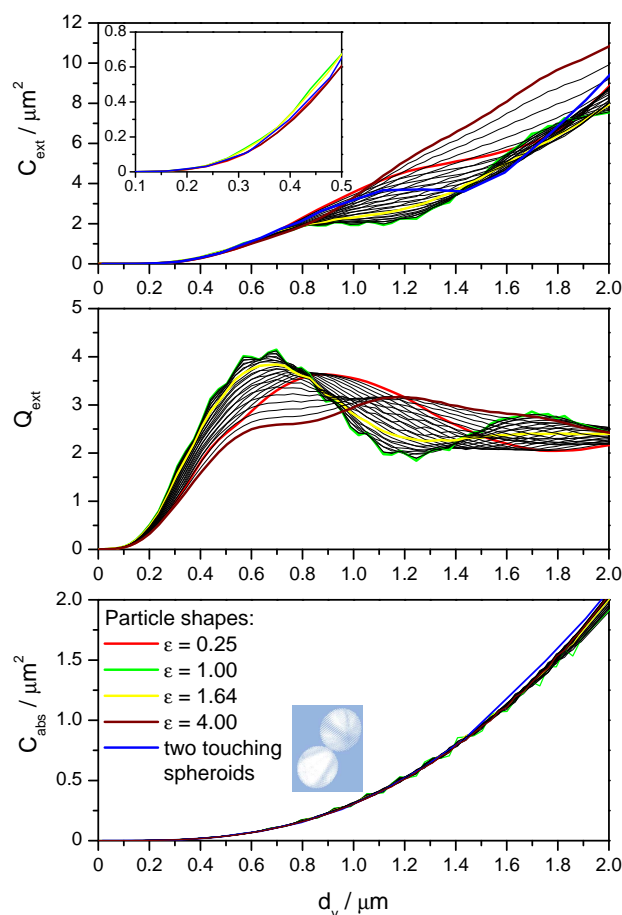 12
10
8
6
4
2
0
C_ext / μm²
0.8
0.6
0.4
0.2
0
0.1 0.2 0.3 0.4 0.5
0 0.2 0.4 0.6 0.8 1.0 1.2 1.4 1.6 1.8 2.0
5
4
3
2
1
0
Q_ext
0 0.2 0.4 0.6 0.8 1.0 1.2 1.4 1.6 1.8 2.0
2.0
1.5
1.0
0.5
0
C_abs / μm²
Particle shapes:
ε = 0.25
ε = 1.00
ε = 1.64
ε = 4.00
two touching
spheroids
0 0.2 0.4 0.6 0.8 1.0 1.2 1.4 1.6 1.8 2.0
d_v / μm